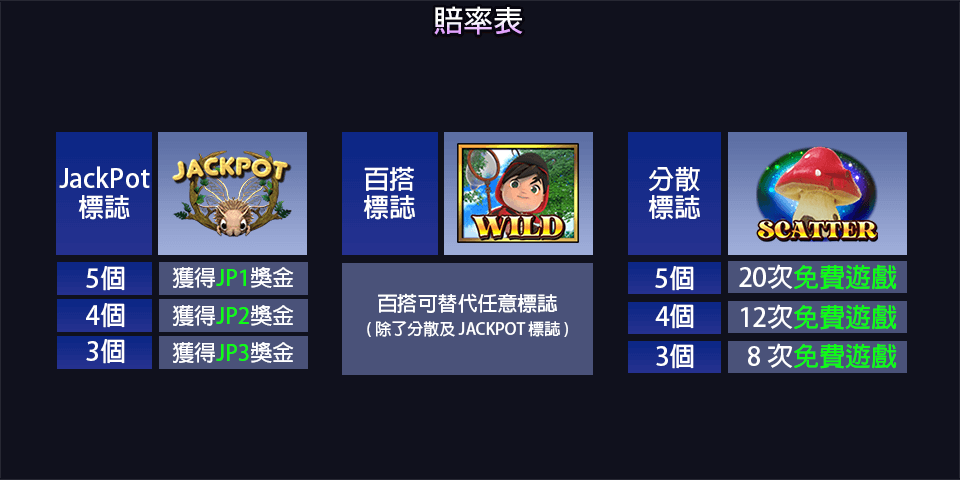 賠率表
JackPot
標誌
JACKPOT
5個 獲得JP1獎金
4個 獲得JP2獎金
3個 獲得JP3獎金
百搭
標誌
WILD
百搭可替代任意標誌
( 除了分散及 JACKPOT 標誌 )
分散
標誌
SCATTER
5個 20次免費遊戲
4個 12次免費遊戲
3個 8 次免費遊戲